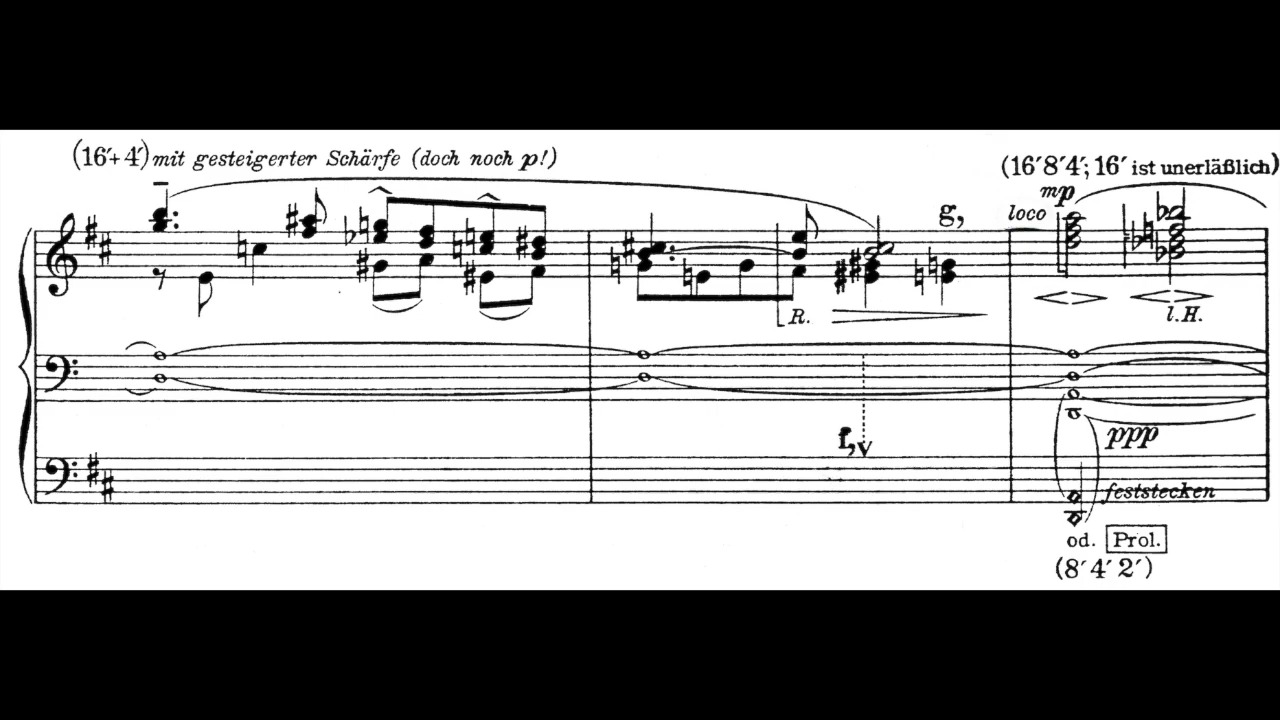 (16′+4′) mit gesteigerter Schärfe (doch noch p!)
(16′8′4′; 16′ ist unerläßlich)
mp
loco
g,
R.
l.H.
f,
ppp
feststecken
od. Prol.
(8′4′2′)